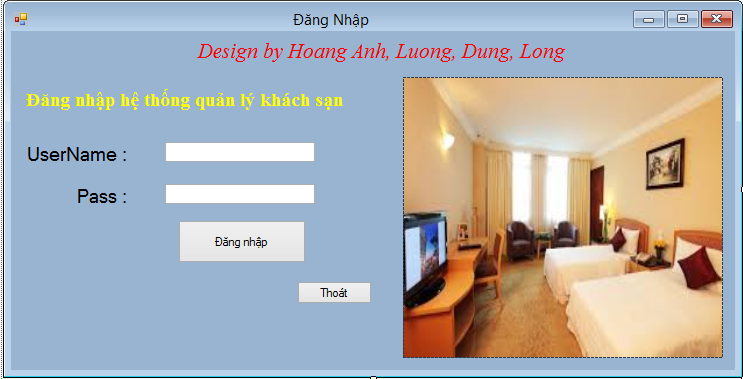 Đăng Nhập
Design by Hoang Anh, Luong, Dung, Long
Đăng nhập hệ thống quản lý khách sạn
UserName :
Pass :
Đăng nhập
Thoát